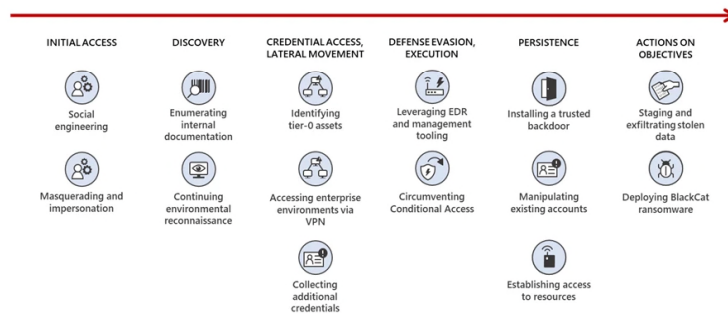 INITIAL ACCESS
DISCOVERY
CREDENTIAL ACCESS,
LATERAL MOVEMENT
DEFENSE EVASION,
EXECUTION
PERSISTENCE
ACTIONS ON
OBJECTIVES
Social
engineering
Enumerating
internal
documentation
Identifying
tier-0 assets
Leveraging EDR
and management
tooling
Installing a trusted
backdoor
Staging and
exfiltrating stolen
data
Masquerading and
impersonation
Continuing
environmental
reconnaissance
Accessing enterprise
environments via
VPN
Circumventing
Conditional Access
Manipulating
existing accounts
Deploying BlackCat
ransomware
Collecting
additional
credentials
Establishing access
to resources